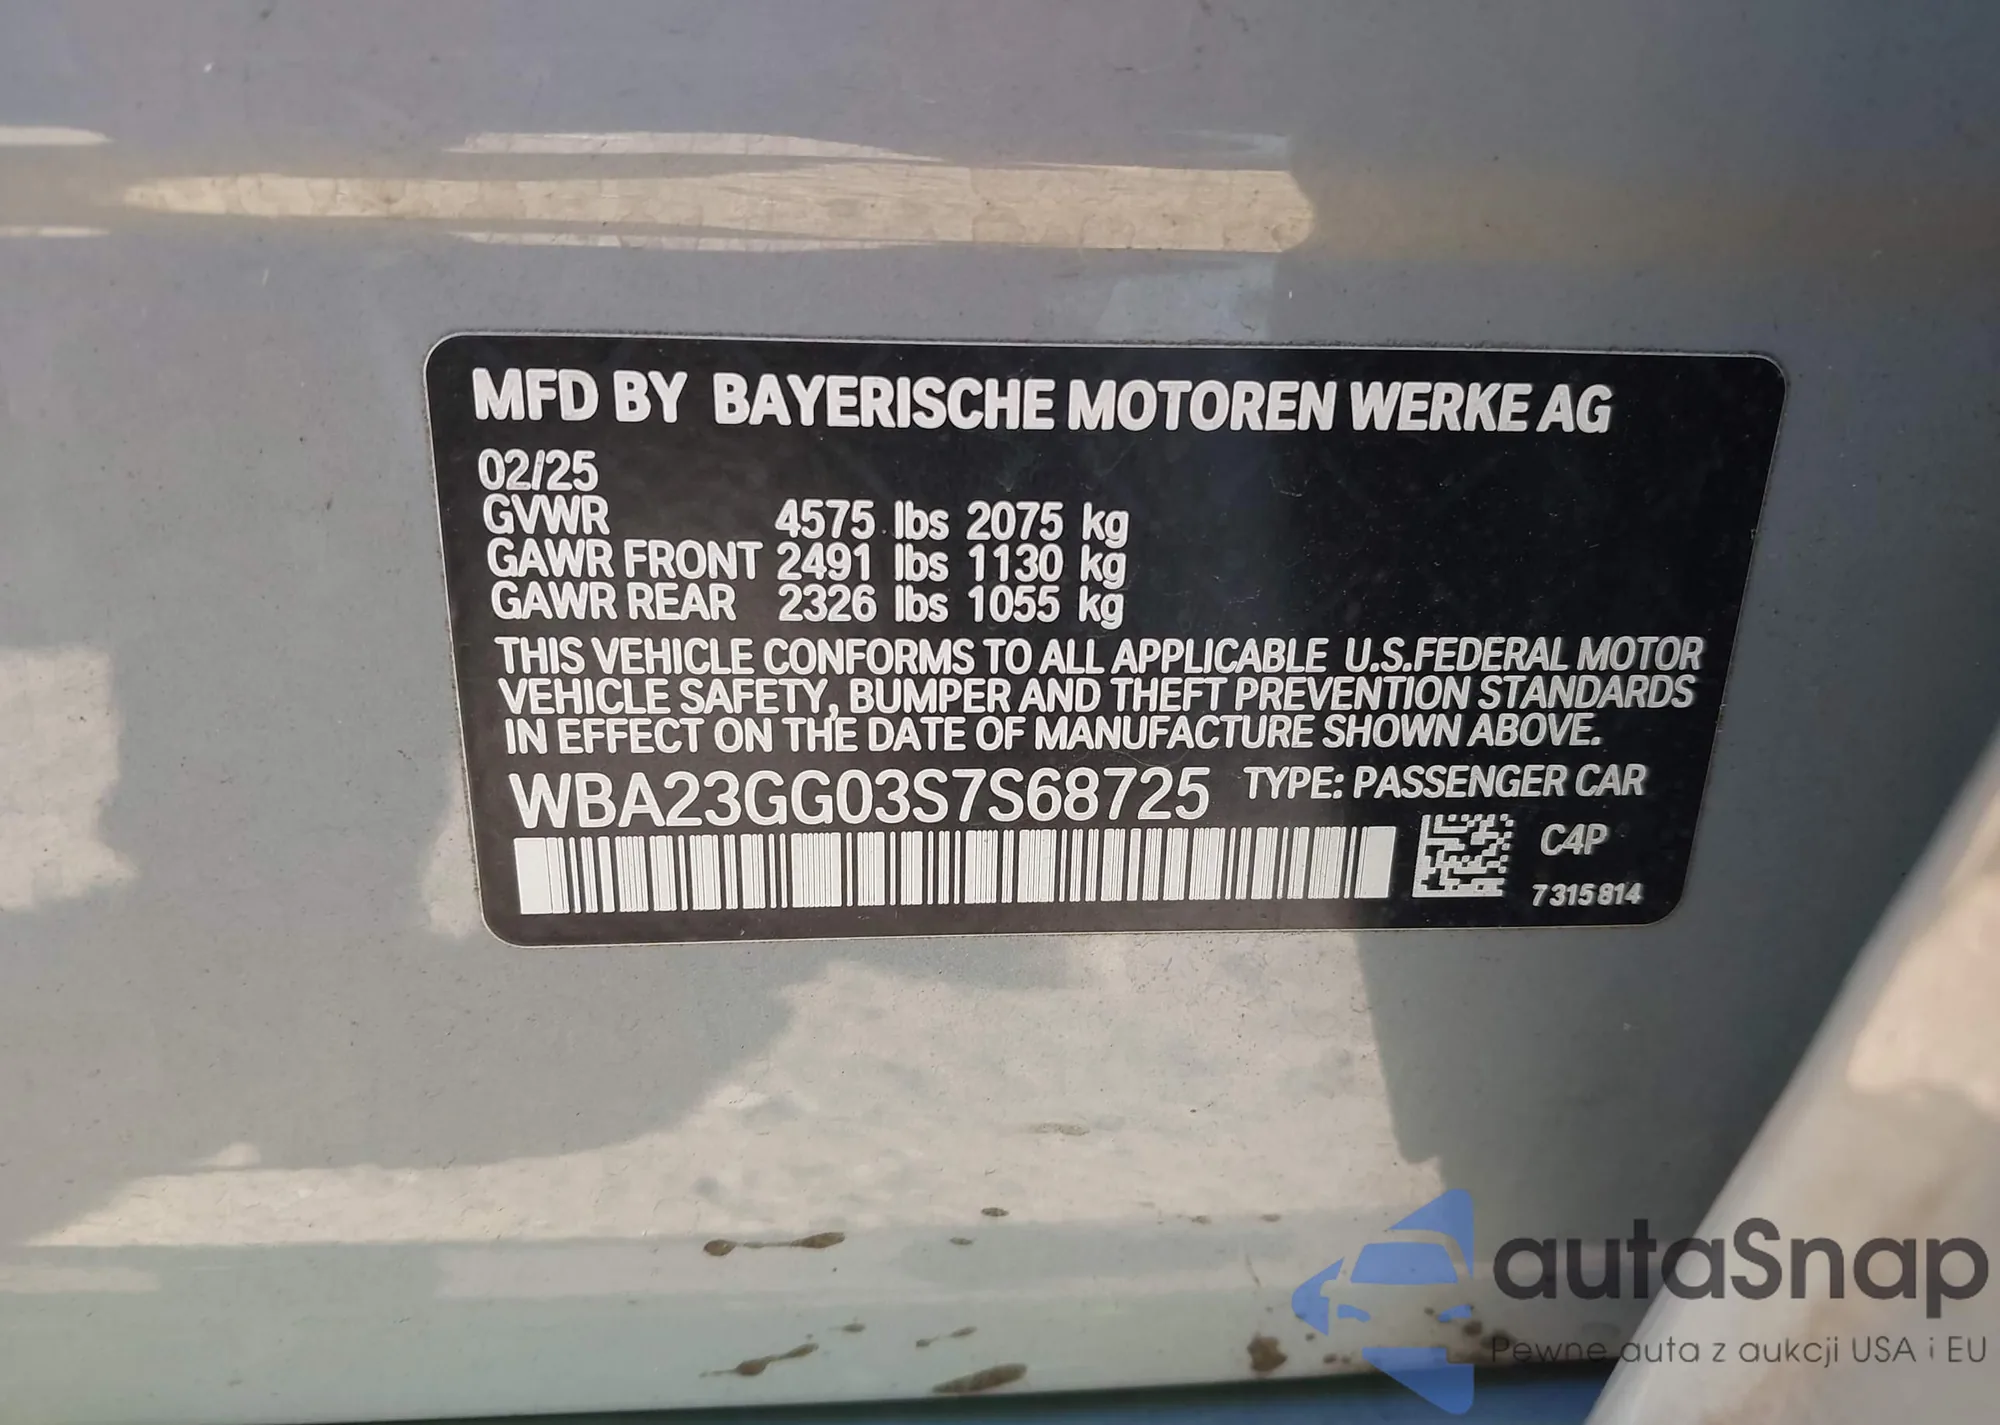 MFD BY BAYERISCHE MOTOREN WERKE AG
02/25
GVWR 4575 lbs 2075 kg
GAWR FRONT 2491 lbs 1130 kg
GAWR REAR 2326 lbs 1055 kg
THIS VEHICLE CONFORMS TO ALL APPLICABLE U.S.FEDERAL MOTOR
VEHICLE SAFETY, BUMPER AND THEFT PREVENTION STANDARDS
IN EFFECT ON THE DATE OF MANUFACTURE SHOWN ABOVE.
WBA23GG03S7S68725 TYPE: PASSENGER CAR
C4P
7315814
autaSnap
Pewne auta z aukcji USA i EU